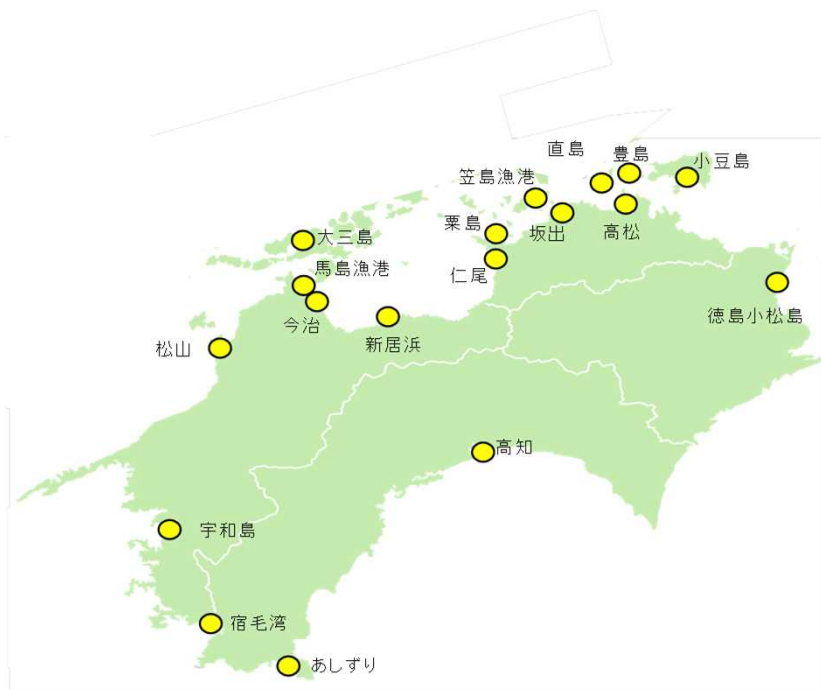 直島
豊島
小豆島
笠島漁港
粟島
坂出
高松
大三島
仁尾
馬島漁港
今治
新居浜
徳島小松島
松山
高知
宇和島
宿毛湾
あしずり